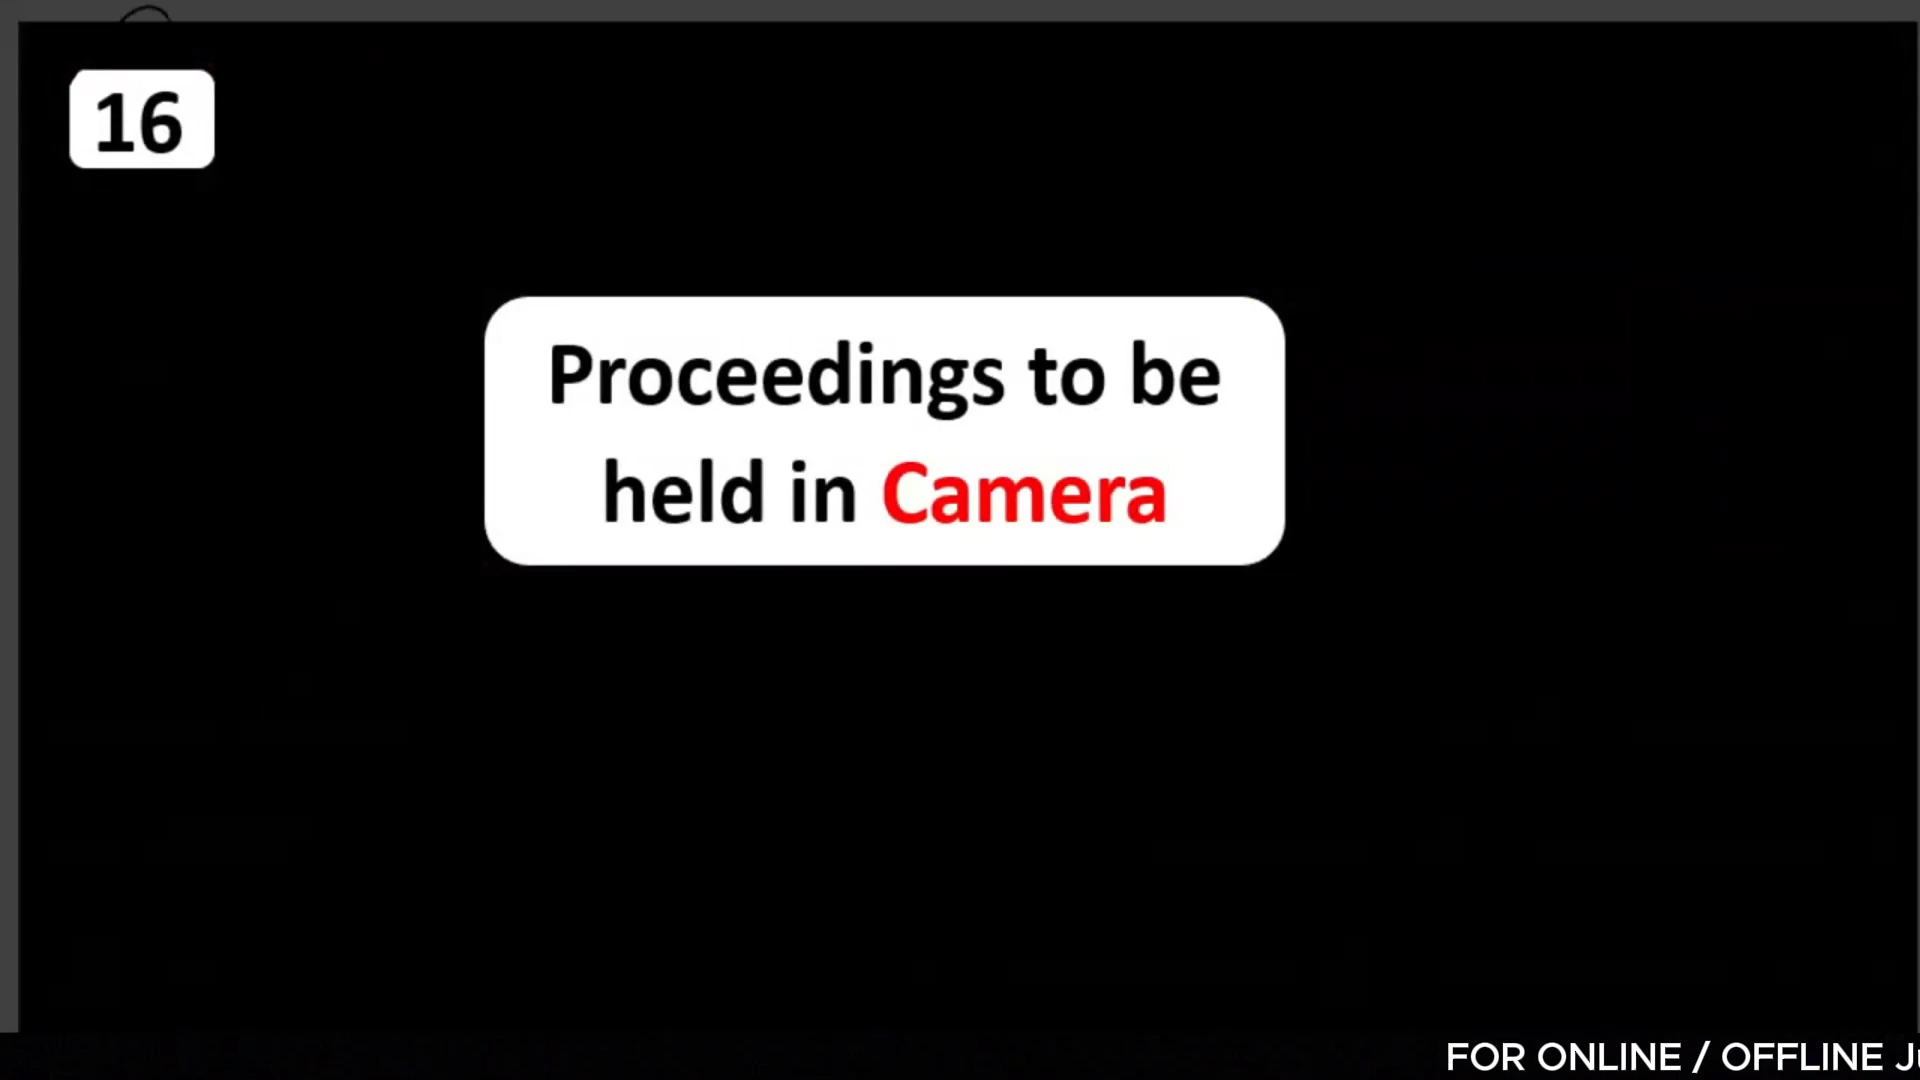 16
Proceedings to be
held in Camera
FOR ONLINE / OFFLINE